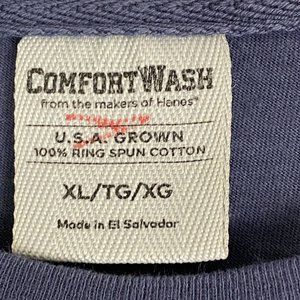 COMFORTWASH
from the makers of Hanes®
U.S.A. GROWN
100% RING SPUN COTTON
XL/TG/XG
Made in El Salvador